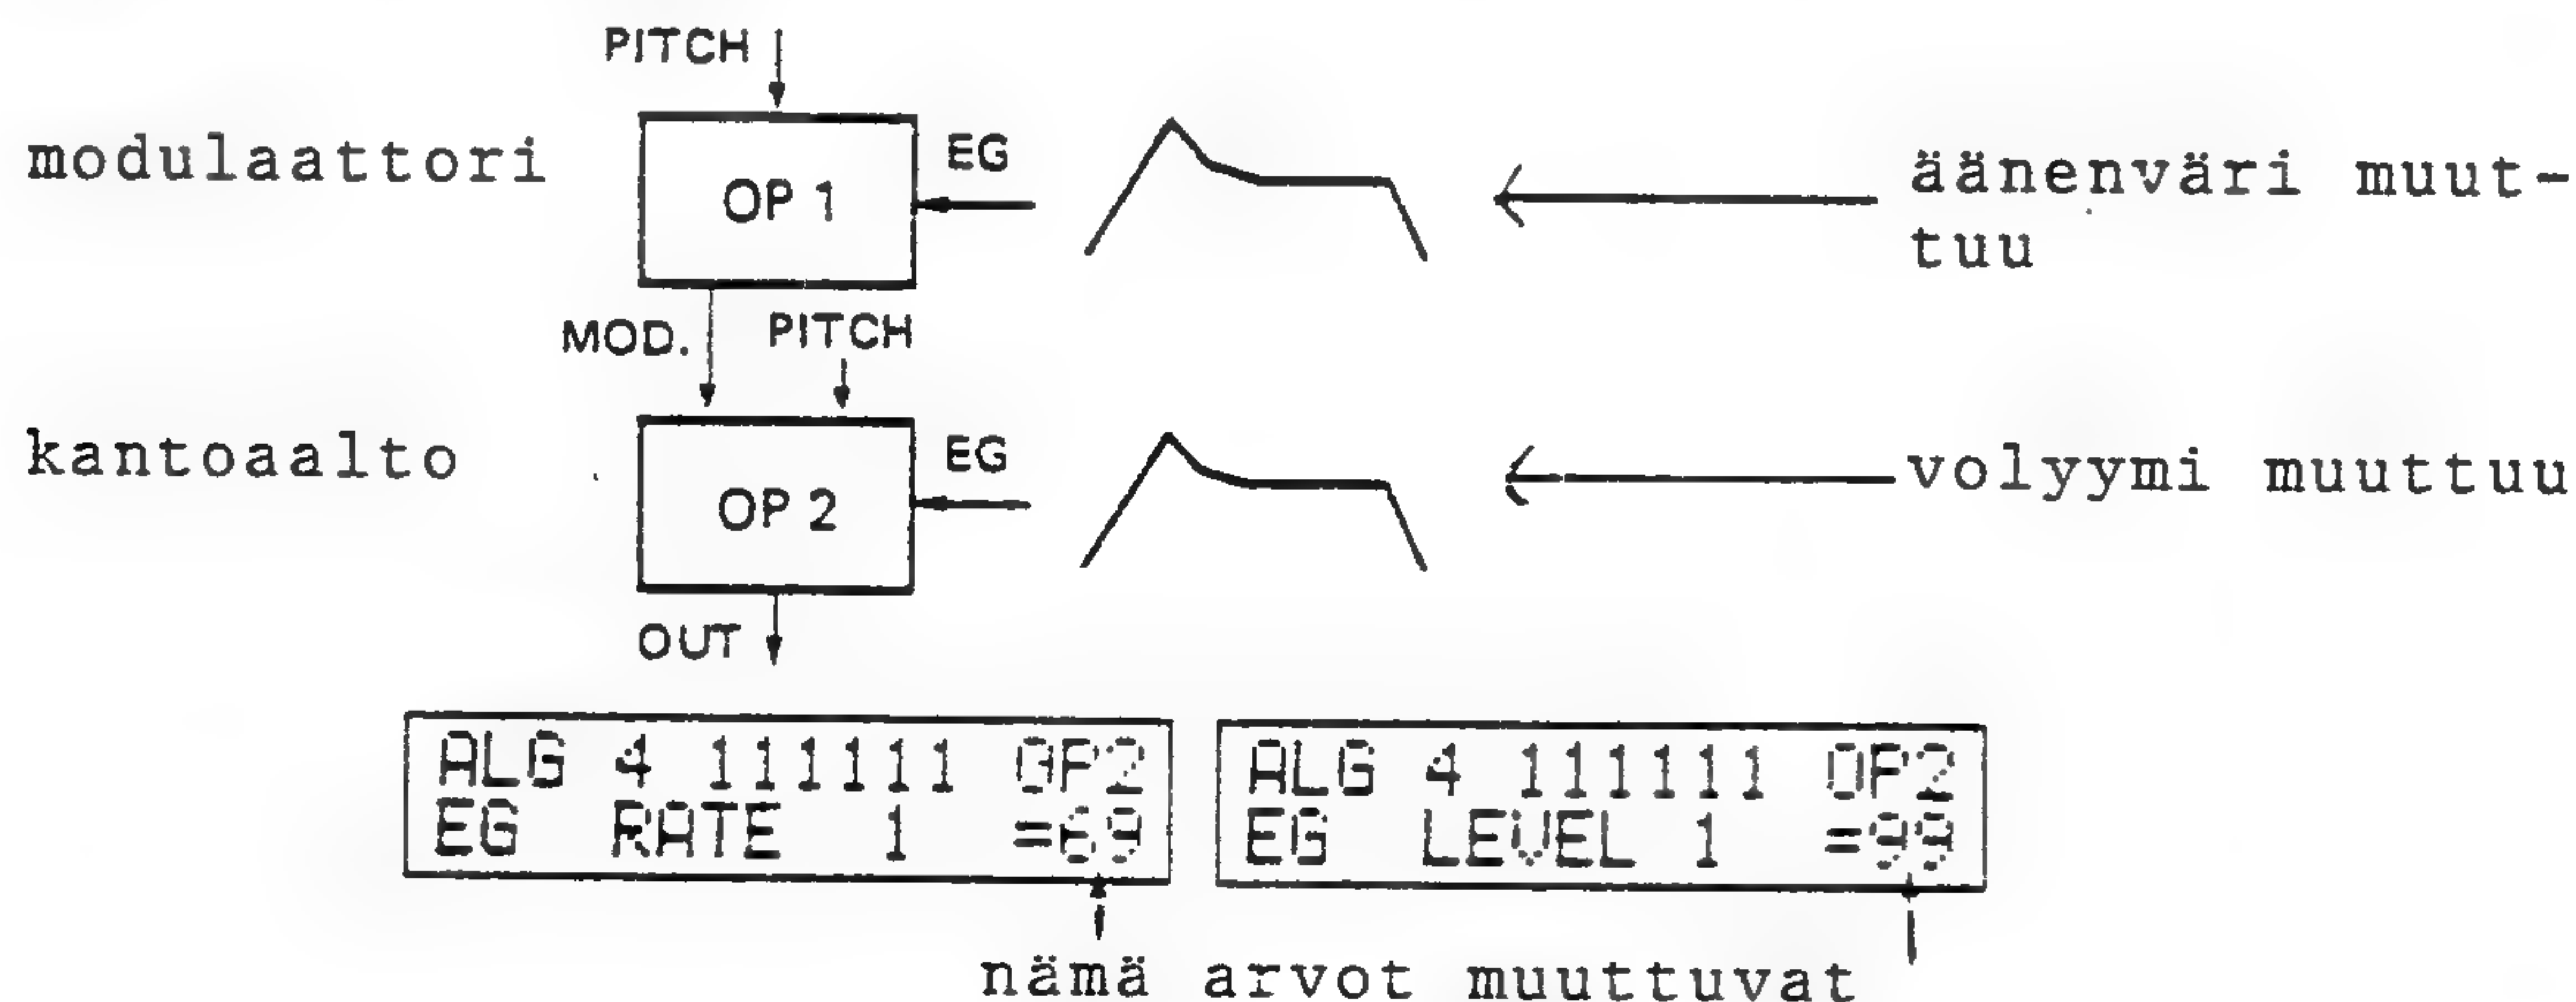 PITCH
modulaattori OP 1 EG äänenväri muut-
tuu
MOD. PITCH
kantoaalto OP 2 EG volyymi muuttuu
OUT
ALG 4 111111 OP2 ALG 4 111111 OP2
EG RATE 1 =69 EG LEVEL 1 =99
nämä arvot muuttuvat